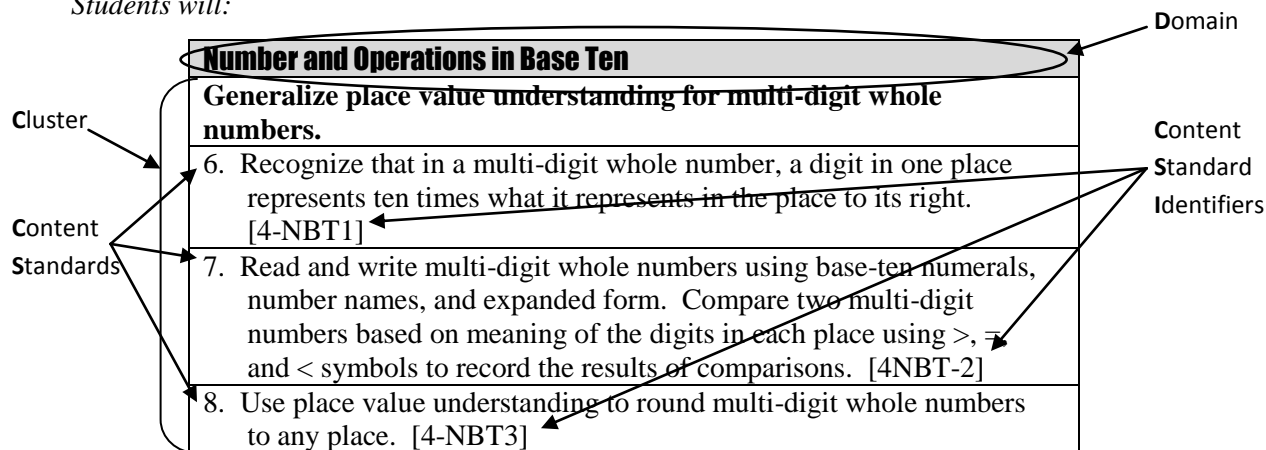 Students will:
Domain
Number and Operations in Base Ten
Generalize place value understanding for multi-digit whole
numbers.
Cluster
Content
Standard
Identifiers
6. Recognize that in a multi-digit whole number, a digit in one place
represents ten times what it represents in the place to its right.
[4-NBT1]
Content
Standards
7. Read and write multi-digit whole numbers using base-ten numerals,
number names, and expanded form. Compare two multi-digit
numbers based on meaning of the digits in each place using >, =,
and < symbols to record the results of comparisons. [4NBT-2]
8. Use place value understanding to round multi-digit whole numbers
to any place. [4-NBT3]